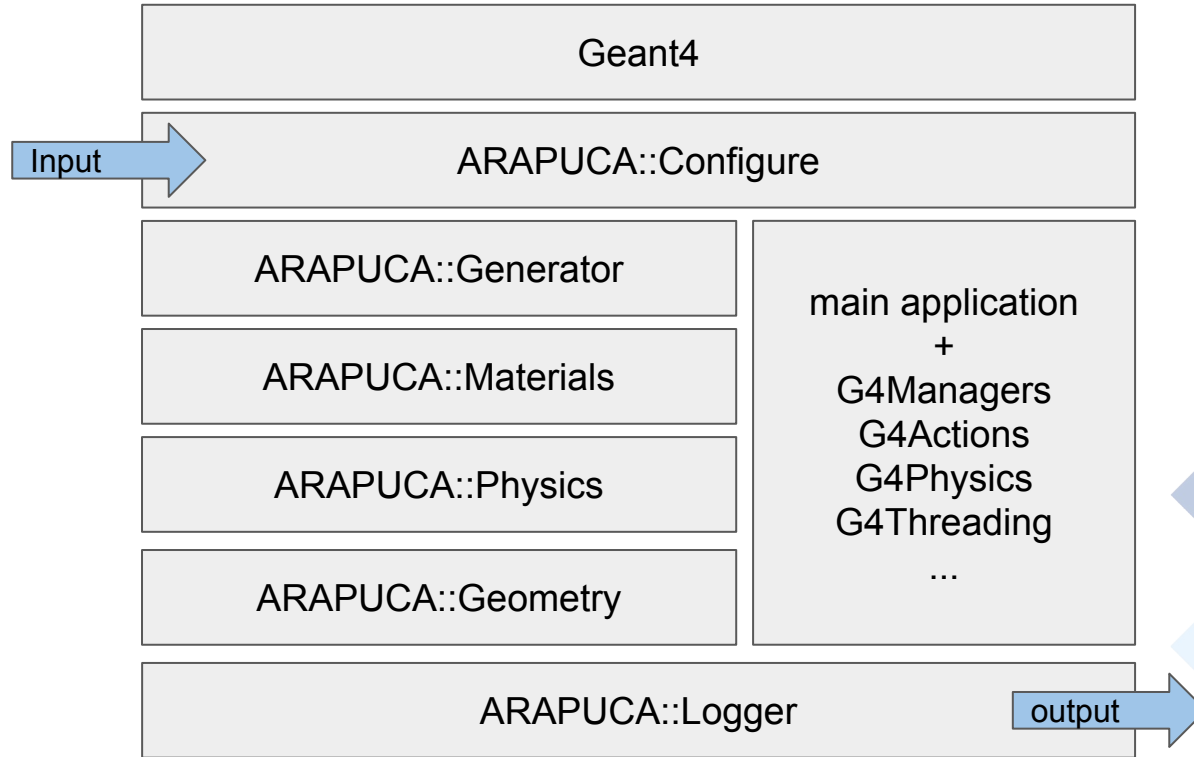 Geant4
Input
ARAPUCA::Configure
ARAPUCA::Generator
ARAPUCA::Materials
ARAPUCA::Physics
ARAPUCA::Geometry
main application
+
G4Managers
G4Actions
G4Physics
G4Threading
...
ARAPUCA::Logger
output